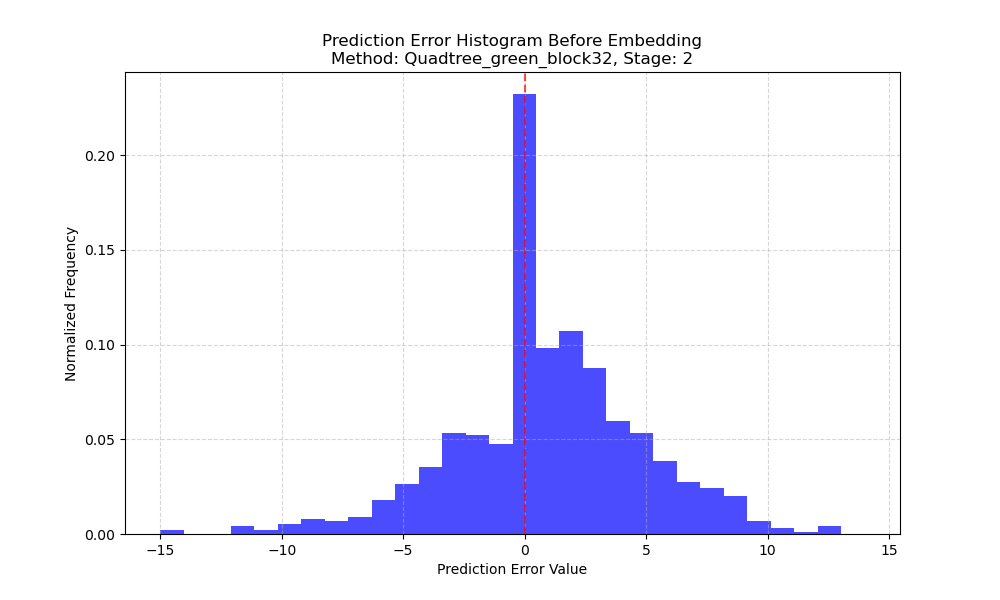 Prediction Error Histogram Before Embedding
Method: Quadtree_green_block32, Stage: 2
Normalized Frequency
0.20
0.15
0.10
0.05
0.00
−15 −10 −5 0 5 10 15
Prediction Error Value